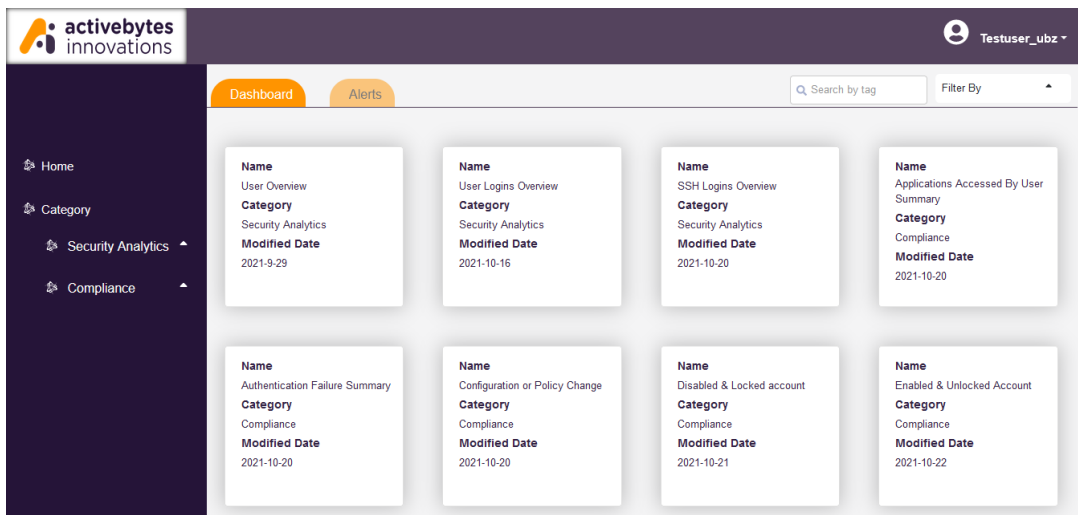 activebytes
innovations
Testuser_ubz
Dashboard
Alerts
Search by tag
Filter By
Home
Category
Security Analytics
Compliance
Name
User Overview
Category
Security Analytics
Modified Date
2021-9-29
Name
User Logins Overview
Category
Security Analytics
Modified Date
2021-10-16
Name
SSH Logins Overview
Category
Security Analytics
Modified Date
2021-10-20
Name
Applications Accessed By User
Summary
Category
Compliance
Modified Date
2021-10-20
Name
Authentication Failure Summary
Category
Compliance
Modified Date
2021-10-20
Name
Configuration or Policy Change
Category
Compliance
Modified Date
2021-10-20
Name
Disabled & Locked account
Category
Compliance
Modified Date
2021-10-21
Name
Enabled & Unlocked Account
Category
Compliance
Modified Date
2021-10-22